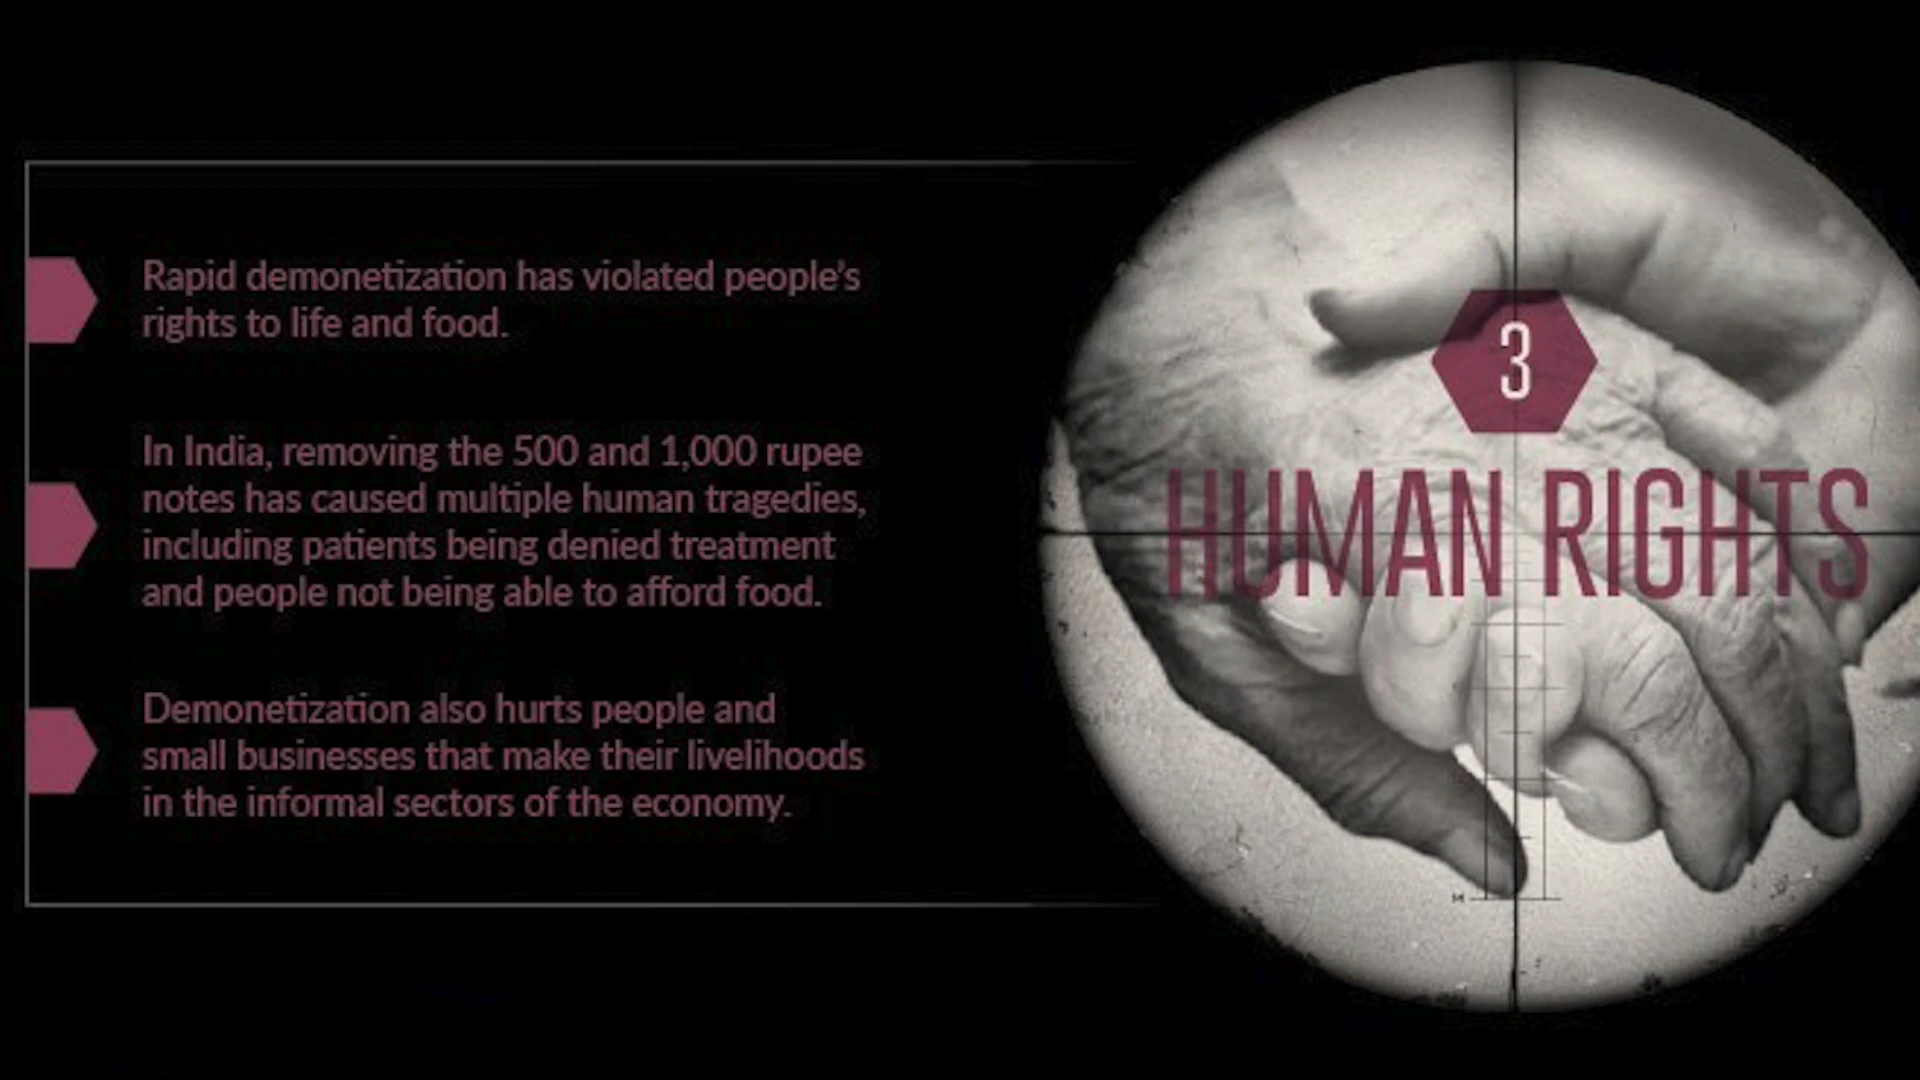 Rapid demonetization has violated people's
rights to life and food.
In India, removing the 500 and 1,000 rupee
notes has caused multiple human tragedies,
including patients being denied treatment
and people not being able to afford food.
Demonetization also hurts people and
small businesses that make their livelihoods
in the informal sectors of the economy.
3
HUMAN RIGHTS